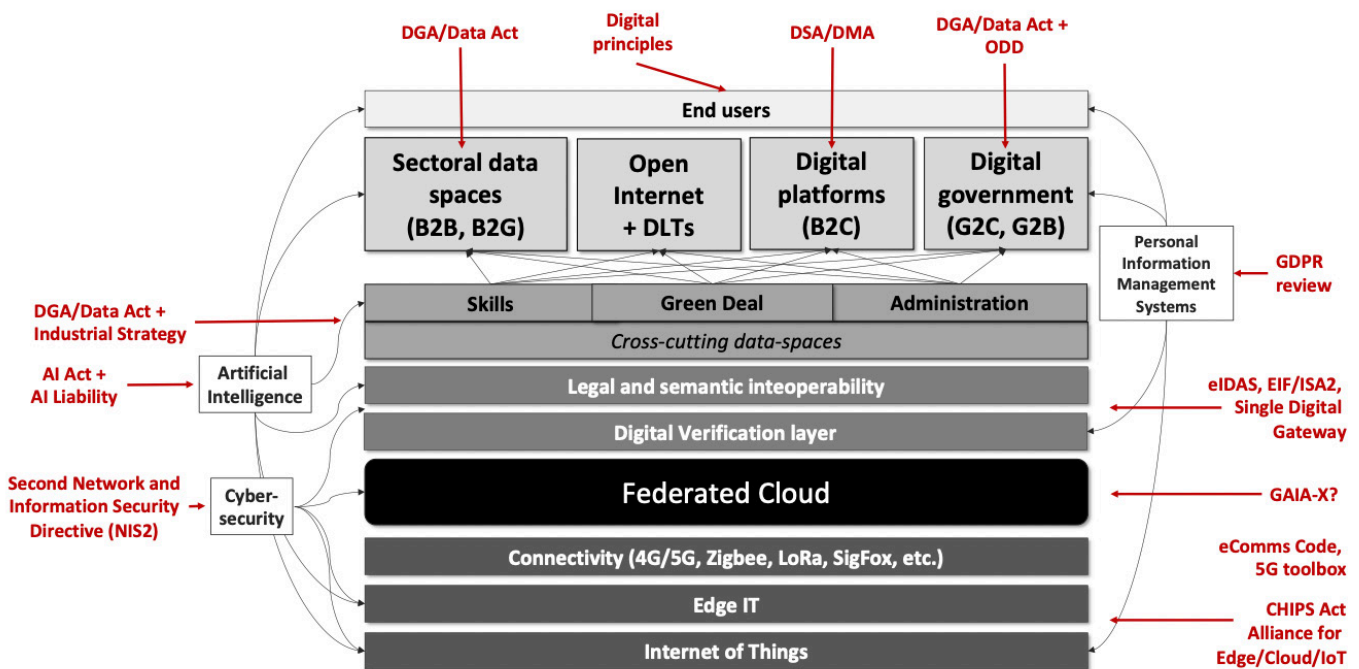 DGA/Data Act
Digital
principles
DSA/DMA
DGA/Data Act +
ODD
End users
Sectoral data
spaces
(B2B, B2G)
Open
Internet
+ DLTs
Digital
platforms
(B2C)
Digital
government
(G2C, G2B)
Personal
Information
Management
Systems
GDPR
review
Skills
Green Deal
Administration
Cross-cutting data-spaces
DGA/Data Act +
Industrial Strategy
AI Act +
AI Liability
Artificial
Intelligence
Legal and semantic inteoperability
Digital Verification layer
eIDAS, EIF/ISA2,
Single Digital
Gateway
Second Network and
Information Security
Directive (NIS2)
Cyber-
security
Federated Cloud
GAIA-X?
Connectivity (4G/5G, Zigbee, LoRa, SigFox, etc.)
eComms Code,
5G toolbox
Edge IT
Internet of Things
CHIPS Act
Alliance for
Edge/Cloud/IoT